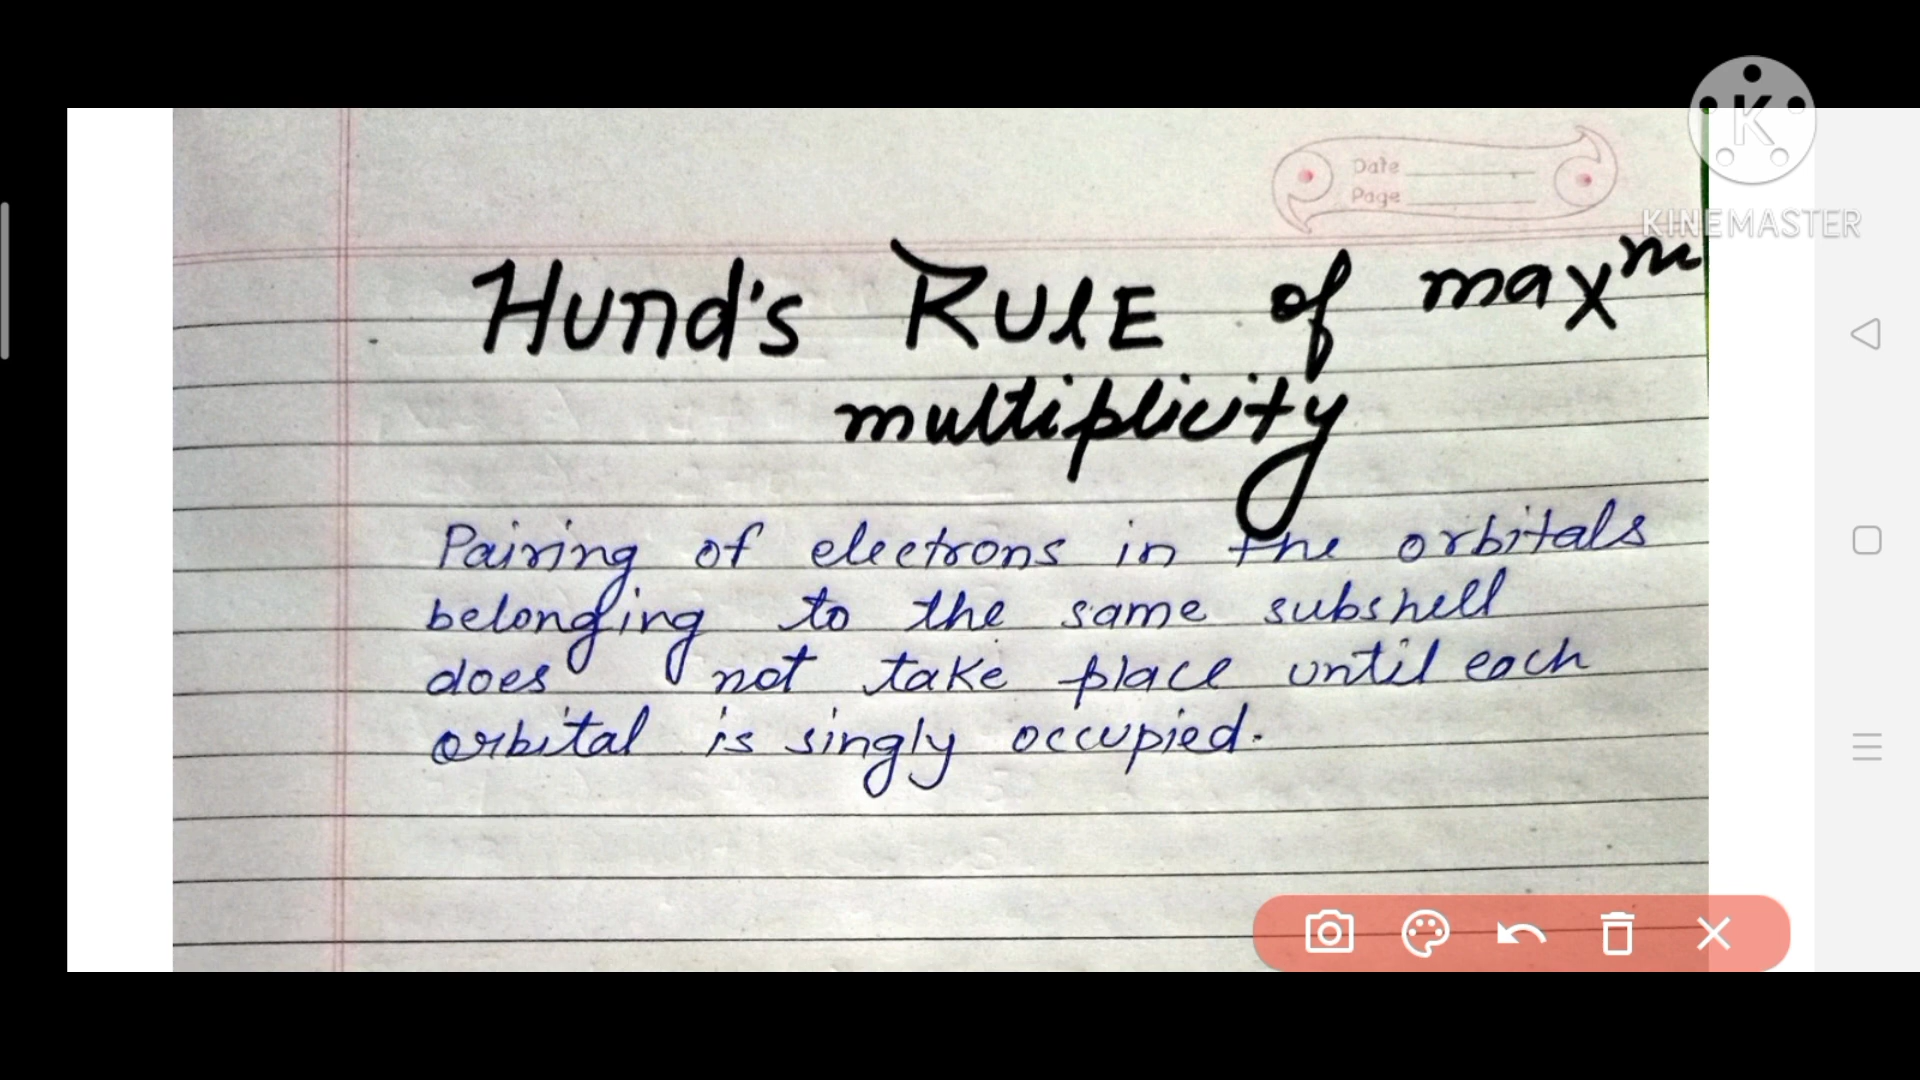 Date
Page
KINEMASTER
Hund's RULE of maxᵐ
multiplicity
Pairing of electrons in the orbitals
belonging to the same subshell
does not take place until each
orbital is singly occupied.